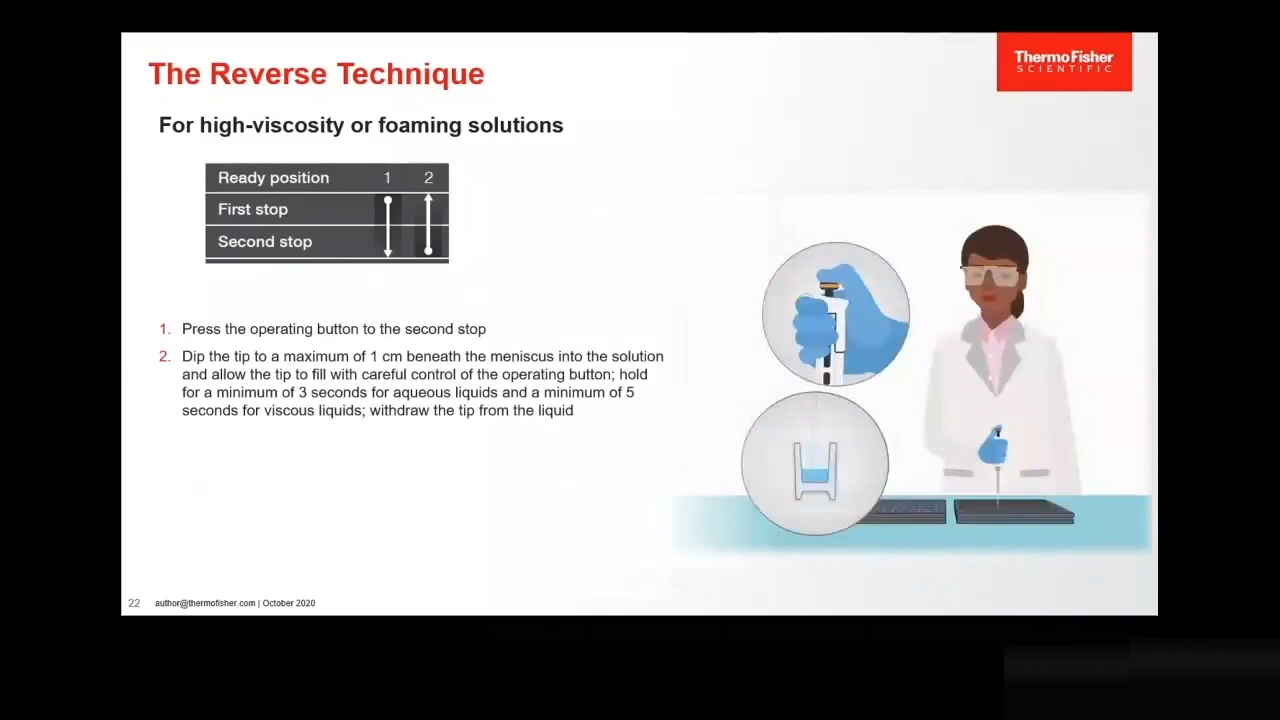 The Reverse Technique
ThermoFisher
SCIENTIFIC
For high-viscosity or foaming solutions
Ready position 1 2
First stop
Second stop
1. Press the operating button to the second stop
2. Dip the tip to a maximum of 1 cm beneath the meniscus into the solution
and allow the tip to fill with careful control of the operating button; hold
for a minimum of 3 seconds for aqueous liquids and a minimum of 5
seconds for viscous liquids; withdraw the tip from the liquid
22 author@thermofisher.com | October 2020